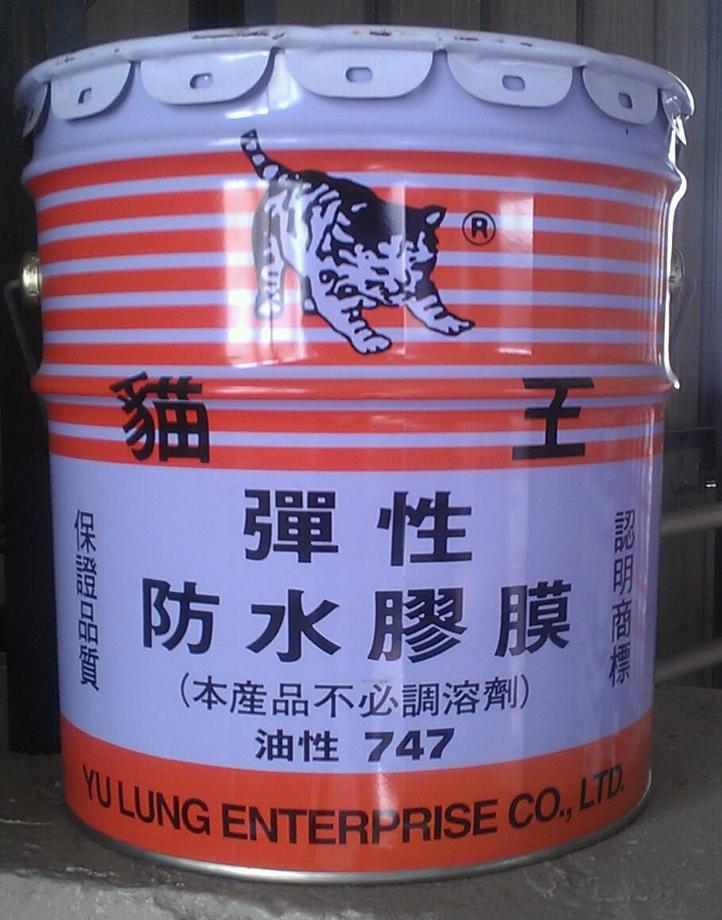 ®
貓王
彈性
防水膠膜
保證品質
認明商標
(本産品不必調溶劑)
油性 747
YU LUNG ENTERPRISE CO., LTD.